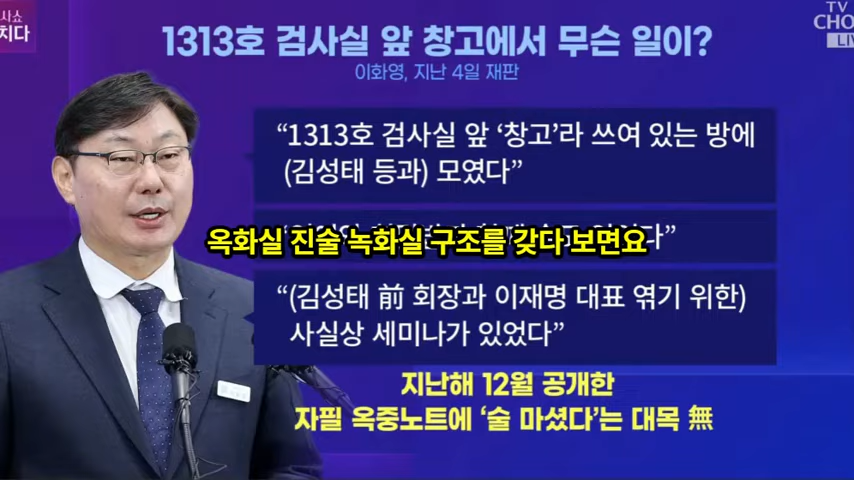 시사쇼
치다
TV
CHO
LIV
1313호 검사실 앞 창고에서 무슨 일이?
이화영, 지난 4일 재판
“1313호 검사실 앞 ‘창고’라 쓰여 있는 방에
(김성태 등과) 모였다”
다”
옥화실 진술 녹화실 구조를 갖다 보면요
“(김성태 前 회장과 이재명 대표 엮기 위한)
사실상 세미나가 있었다”
지난해 12월 공개한
자필 옥중노트에 ‘술 마셨다’는 대목 無